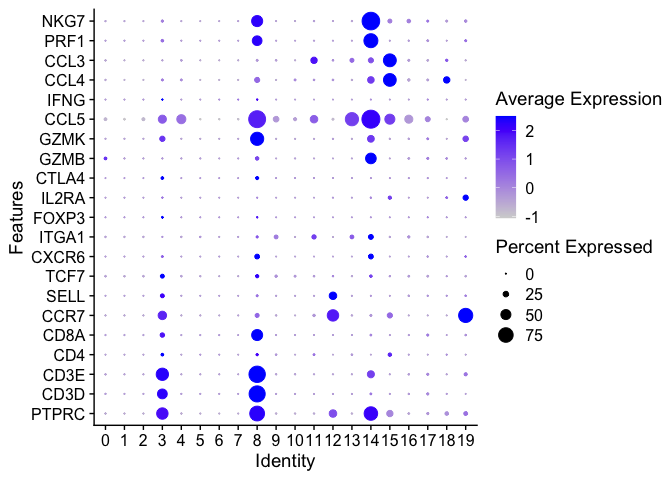 NKG7
PRF1
CCL3
CCL4
IFNG
CCL5
GZMK
GZMB
CTLA4
IL2RA
FOXP3
ITGA1
CXCR6
TCF7
SELL
CCR7
CD8A
CD4
CD3E
CD3D
PTPRC
Features
0 1 2 3 4 5 6 7 8 9 10 11 12 13 14 15 16 17 18 19
Identity
Average Expression
2
1
0
-1
Percent Expressed
0
25
50
75